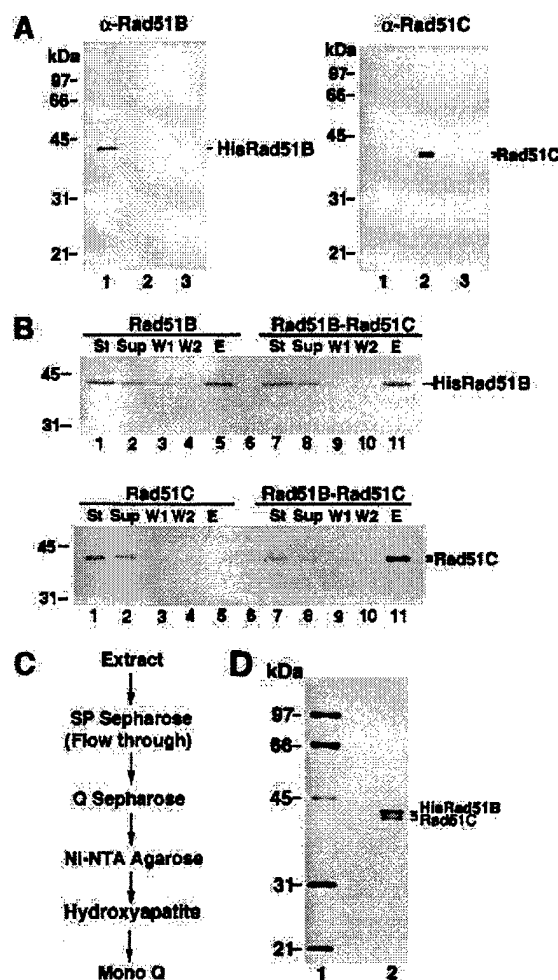 A
α-Rad51B
kDa
97-
66-
45-
31-
21-
HisRad51B
1 2 3
α-Rad51C
kDa
97-
66-
45-
31-
21-
Rad51C
1 2 3
B
Rad51B
Rad51B-Rad51C
St Sup W1 W2 E St Sup W1 W2 E
45-
31-
HisRad51B
1 2 3 4 5 6 7 8 9 10 11
Rad51C
Rad51B-Rad51C
St Sup W1 W2 E St Sup W1 W2 E
45-
31-
Rad51C
1 2 3 4 5 6 7 8 9 10 11
C
Extract
SP Sepharose
(Flow through)
Q Sepharose
Ni-NTA Agarose
Hydroxyapatite
Mono Q
D
kDa
97-
66-
45-
31-
21-
HisRad51B
Rad51C
1 2